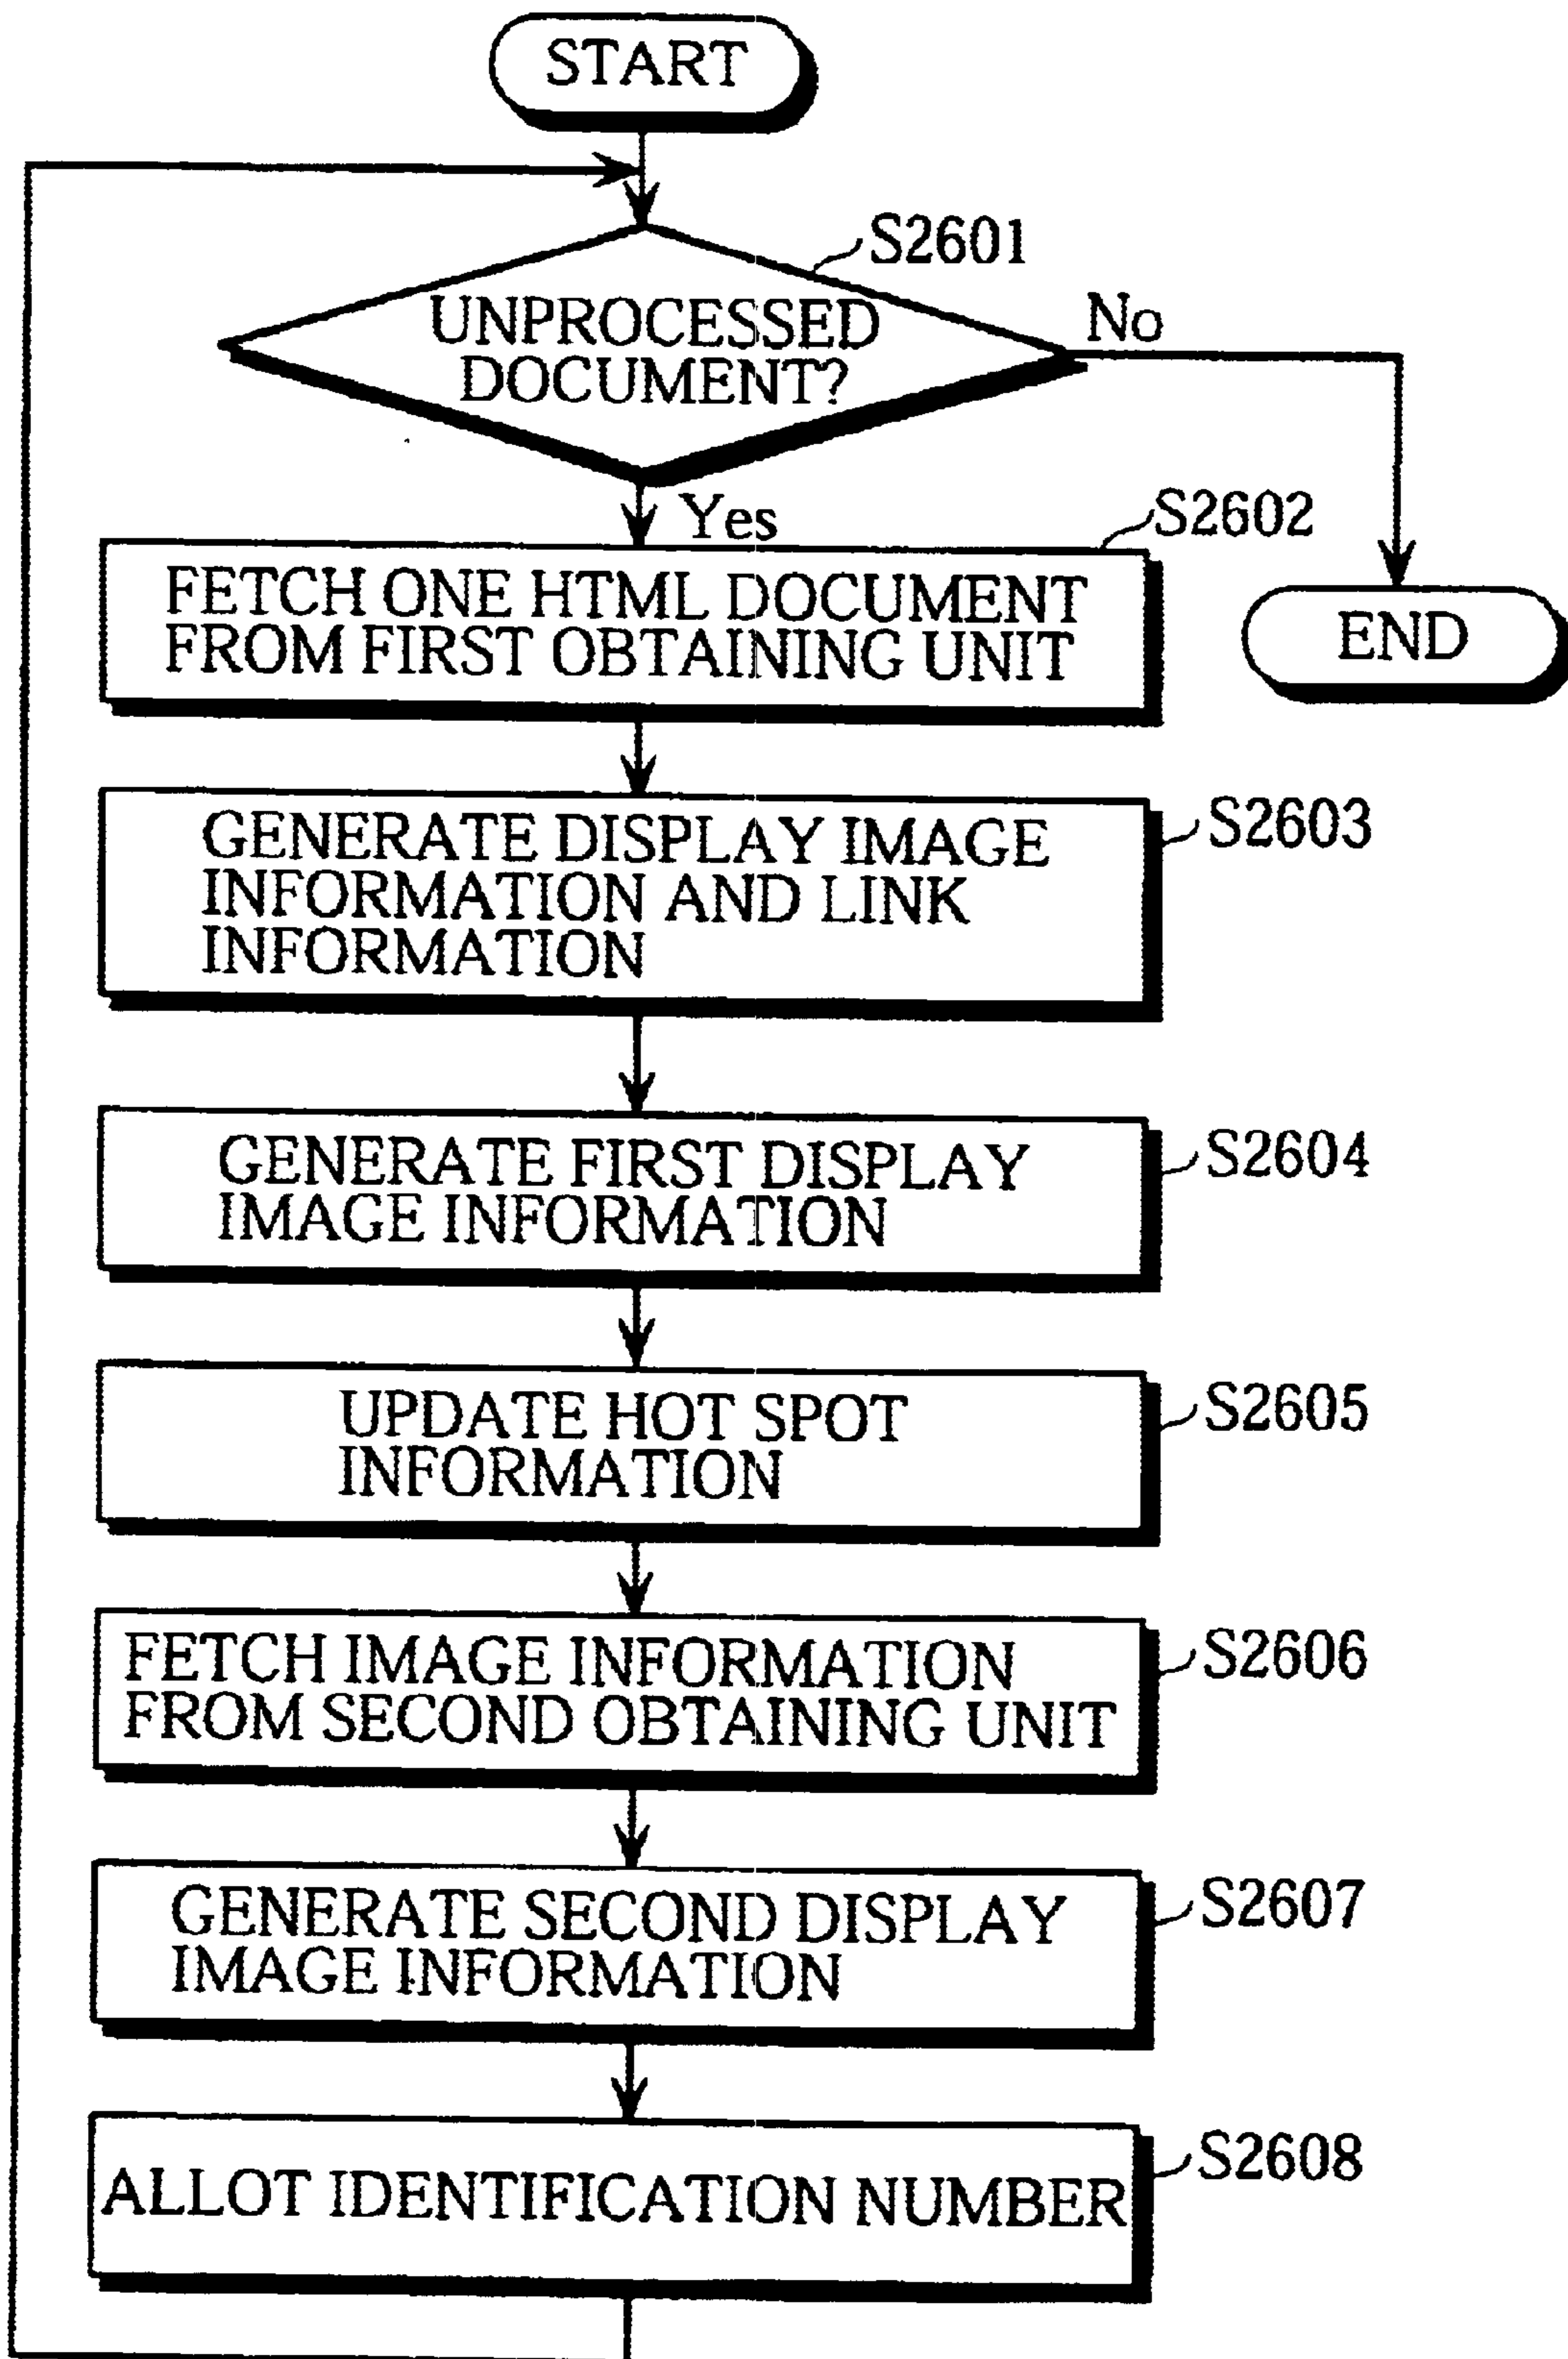 START
S2601
UNPROCESSED
DOCUMENT?
No
Yes
S2602
FETCH ONE HTML DOCUMENT
FROM FIRST OBTAINING UNIT
END
GENERATE DISPLAY IMAGE
INFORMATION AND LINK
INFORMATION
S2603
GENERATE FIRST DISPLAY
IMAGE INFORMATION
S2604
UPDATE HOT SPOT
INFORMATION
S2605
FETCH IMAGE INFORMATION
FROM SECOND OBTAINING UNIT
S2606
GENERATE SECOND DISPLAY
IMAGE INFORMATION
S2607
ALLOT IDENTIFICATION NUMBER
S2608